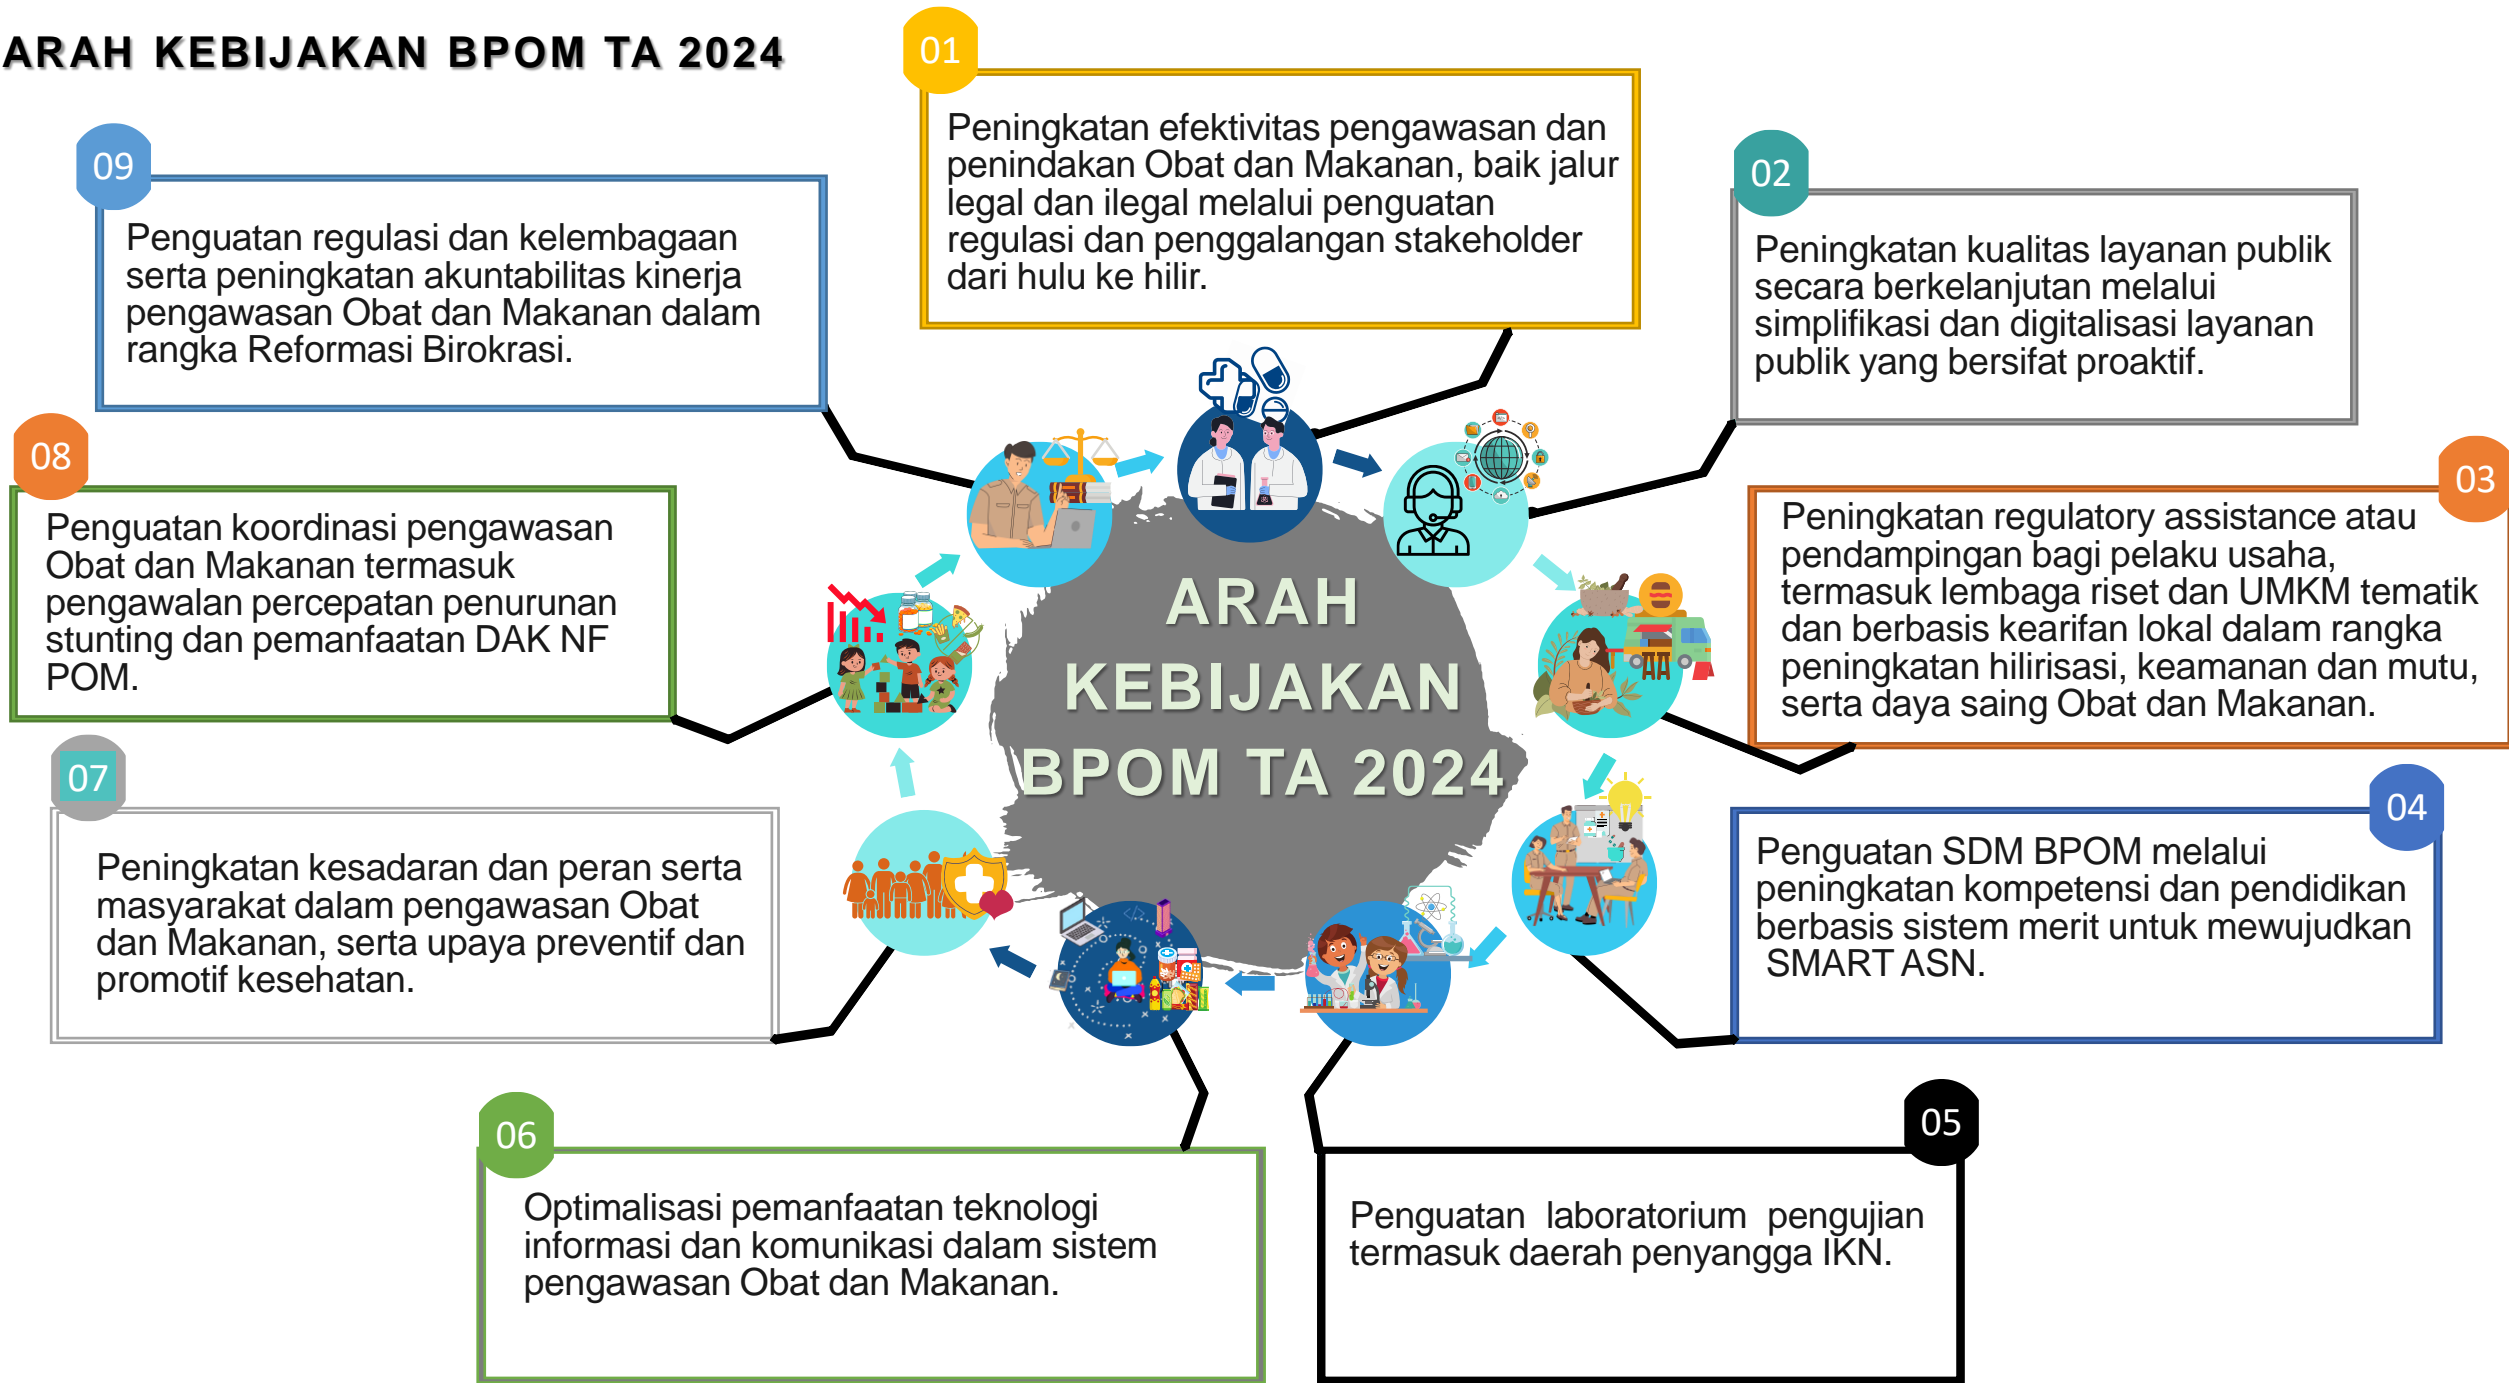 ARAH KEBIJAKAN BPOM TA 2024
01
Peningkatan efektivitas pengawasan dan
penindakan Obat dan Makanan, baik jalur
legal dan ilegal melalui penguatan
regulasi dan penggalangan stakeholder
dari hulu ke hilir.
02
Peningkatan kualitas layanan publik
secara berkelanjutan melalui
simplifikasi dan digitalisasi layanan
publik yang bersifat proaktif.
03
Peningkatan regulatory assistance atau
pendampingan bagi pelaku usaha,
termasuk lembaga riset dan UMKM tematik
dan berbasis kearifan lokal dalam rangka
peningkatan hilirisasi, keamanan dan mutu,
serta daya saing Obat dan Makanan.
04
Penguatan SDM BPOM melalui
peningkatan kompetensi dan pendidikan
berbasis sistem merit untuk mewujudkan
SMART ASN.
05
Penguatan laboratorium pengujian
termasuk daerah penyangga IKN.
06
Optimalisasi pemanfaatan teknologi
informasi dan komunikasi dalam sistem
pengawasan Obat dan Makanan.
07
Peningkatan kesadaran dan peran serta
masyarakat dalam pengawasan Obat
dan Makanan, serta upaya preventif dan
promotif kesehatan.
08
Penguatan koordinasi pengawasan
Obat dan Makanan termasuk
pengawalan percepatan penurunan
stunting dan pemanfaatan DAK NF
POM.
09
Penguatan regulasi dan kelembagaan
serta peningkatan akuntabilitas kinerja
pengawasan Obat dan Makanan dalam
rangka Reformasi Birokrasi.
ARAH
KEBIJAKAN
BPOM TA 2024